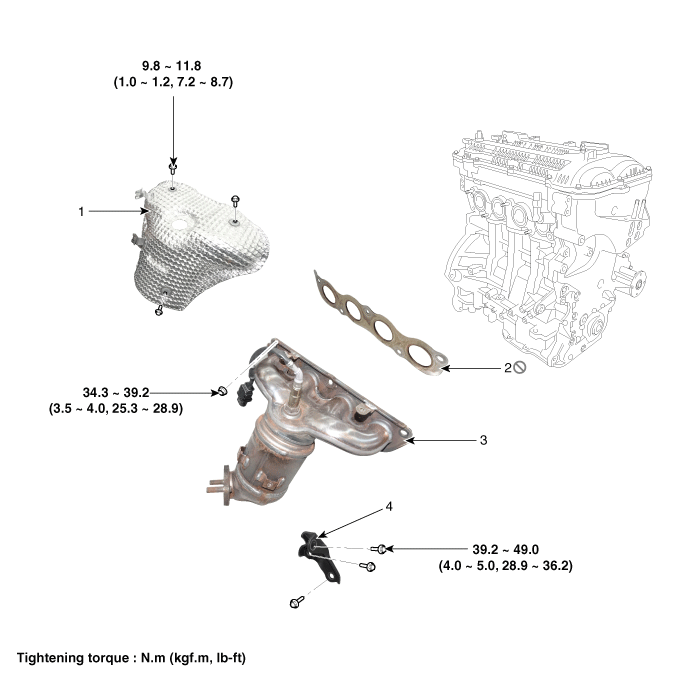 9.8 ~ 11.8
(1.0 ~ 1.2, 7.2 ~ 8.7)
1
2
34.3 ~ 39.2
(3.5 ~ 4.0, 25.3 ~ 28.9)
3
4
39.2 ~ 49.0
(4.0 ~ 5.0, 28.9 ~ 36.2)
Tightening torque : N.m (kgf.m, lb-ft)